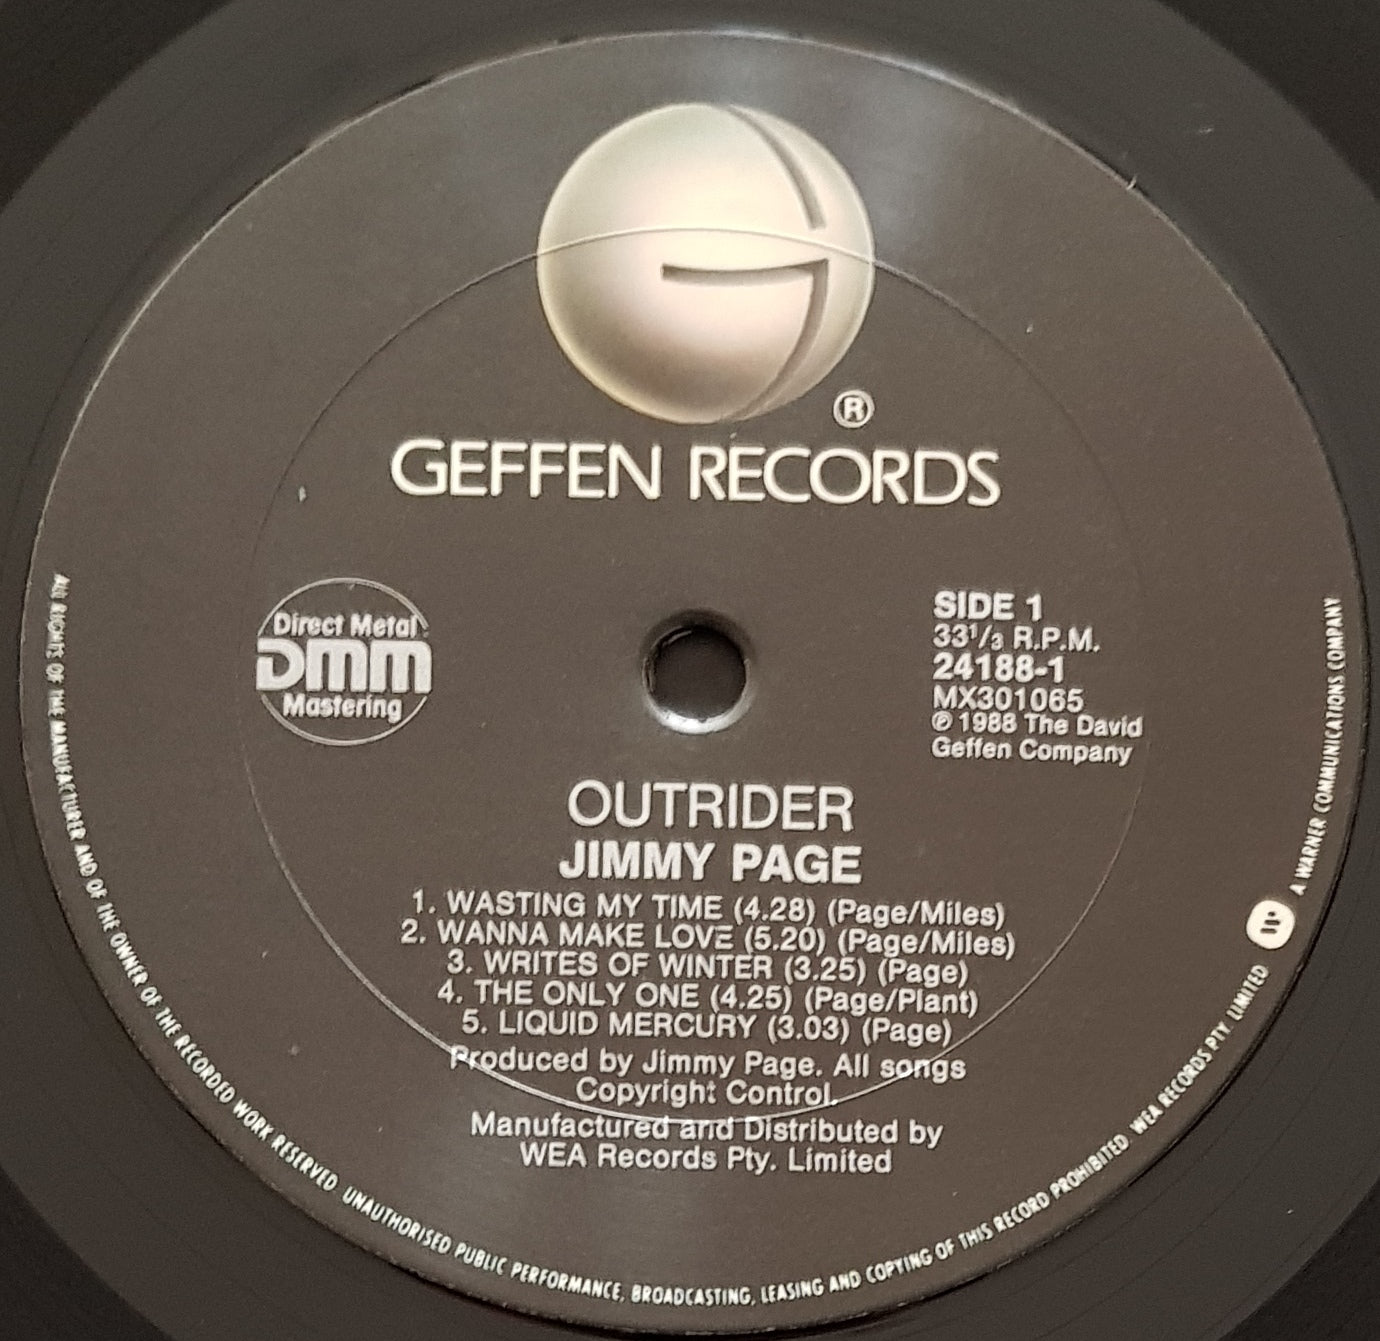 ®
GEFFEN RECORDS
Direct Metal
DMM
Mastering
SIDE 1
33 1/3 R.P.M.
24188-1
MX301065
℗ 1988 The David
Geffen Company
OUTRIDER
JIMMY PAGE
1. WASTING MY TIME (4.28) (Page/Miles)
2. WANNA MAKE LOVE (5.20) (Page/Miles)
3. WRITES OF WINTER (3.25) (Page)
4. THE ONLY ONE (4.25) (Page/Plant)
5. LIQUID MERCURY (3.03) (Page)
Produced by Jimmy Page. All songs
Copyright Control.
Manufactured and Distributed by
WEA Records Pty. Limited
ALL RIGHTS OF THE MANUFACTURER AND OF THE OWNER OF THE RECORDED WORK RESERVED UNAUTHORISED PUBLIC PERFORMANCE, BROADCASTING, LEASING AND COPYING OF THIS RECORD PROHIBITED WEA RECORDS PTY. LIMITED A WARNER COMMUNICATIONS COMPANY